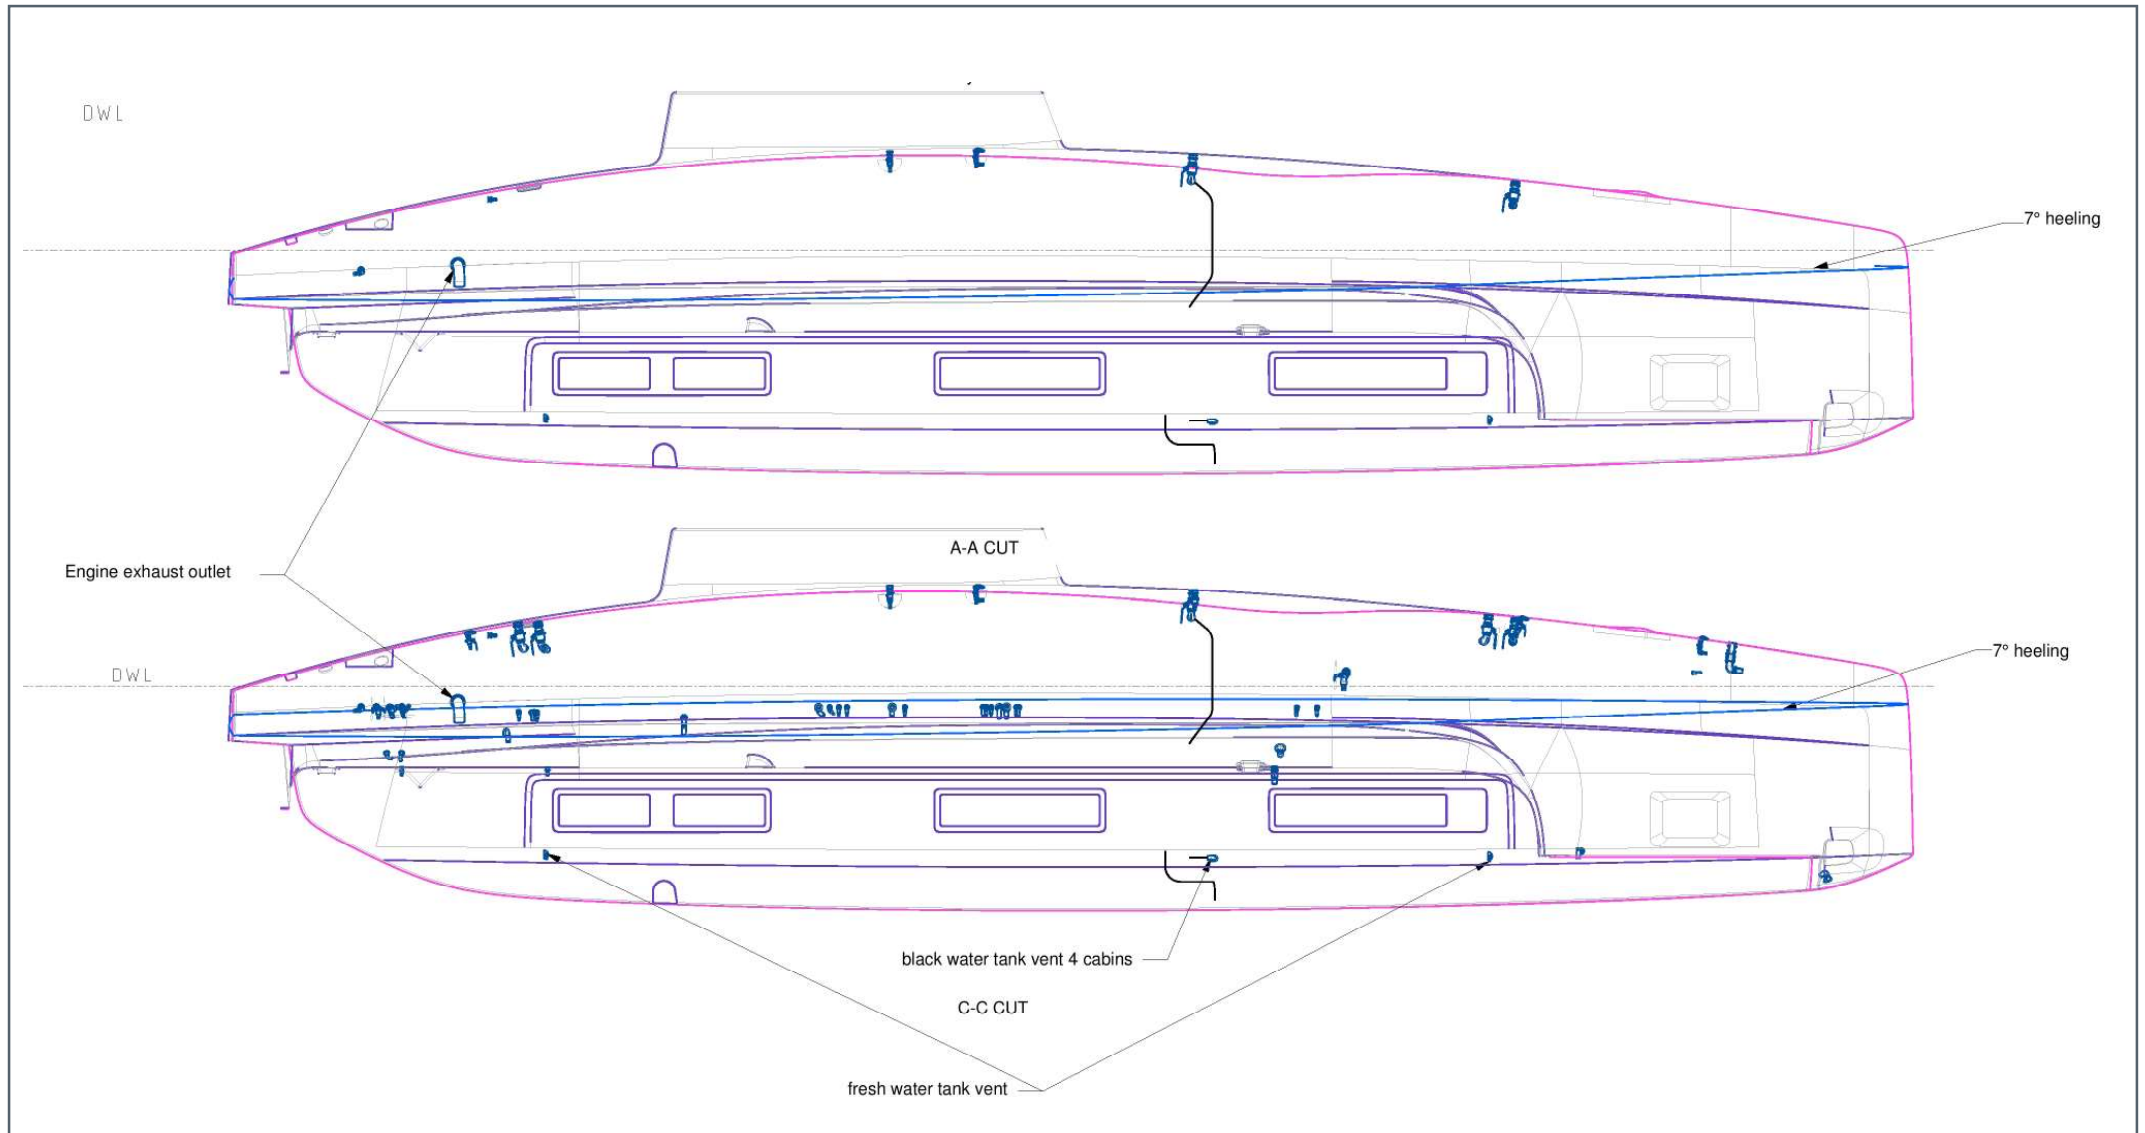 DWL
7° heeling
A-A CUT
Engine exhaust outlet
7° heeling
DWL
black water tank vent 4 cabins
C-C CUT
fresh water tank vent